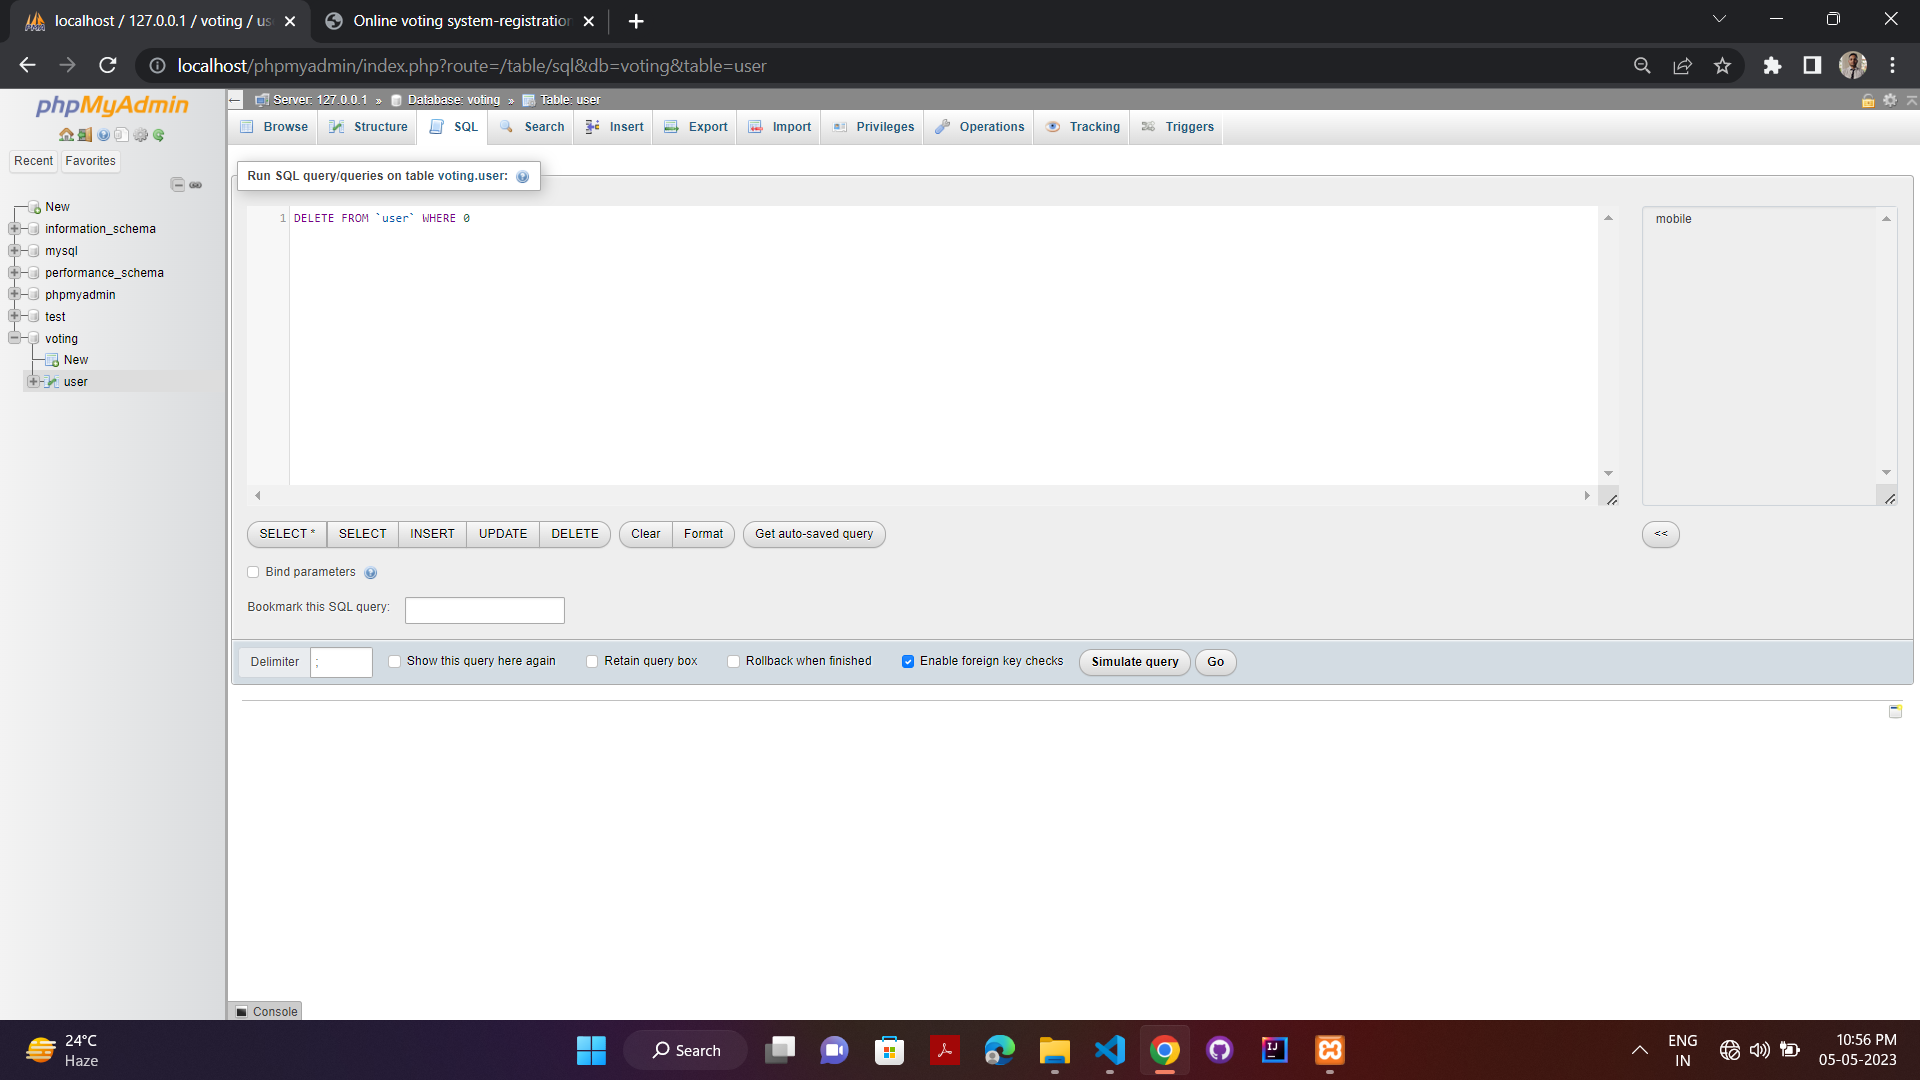 localhost / 127.0.0.1 / voting / us
Online voting system-registration
localhost/phpmyadmin/index.php?route=/table/sql&db=voting&table=user
phpMyAdmin
Server: 127.0.0.1 » Database: voting » Table: user
Browse Structure SQL Search Insert Export Import Privileges Operations Tracking Triggers
Recent Favorites
Run SQL query/queries on table voting.user:
New
information_schema
mysql
performance_schema
phpmyadmin
test
voting
New
user
1 DELETE FROM `user` WHERE 0
mobile
SELECT * SELECT INSERT UPDATE DELETE Clear Format Get auto-saved query <<
Bind parameters
Bookmark this SQL query:
Delimiter ; Show this query here again Retain query box Rollback when finished Enable foreign key checks Simulate query Go
Console
24°C
Haze
Search
ENG
IN
10:56 PM
05-05-2023